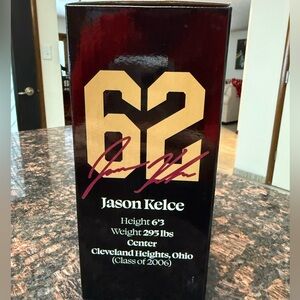 62
Jason Kelce
Height 6'3
Weight 295 lbs
Center
Cleveland Heights, Ohio
(Class of 2006)